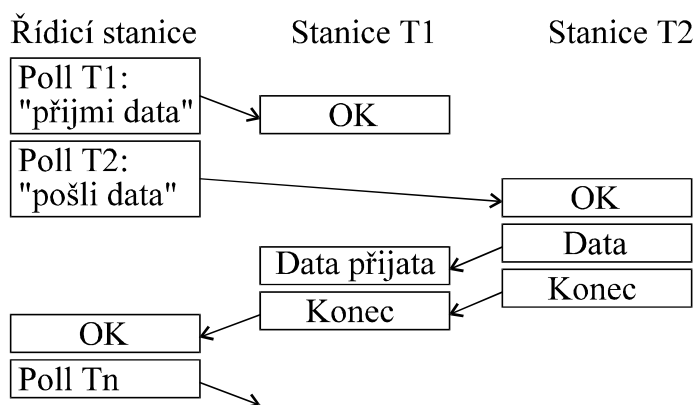 Řídicí stanice
Stanice T1
Stanice T2
Poll T1:
"přijmi data"
OK
Poll T2:
"pošli data"
OK
Data
Data přijata
Konec
Konec
OK
Poll Tn